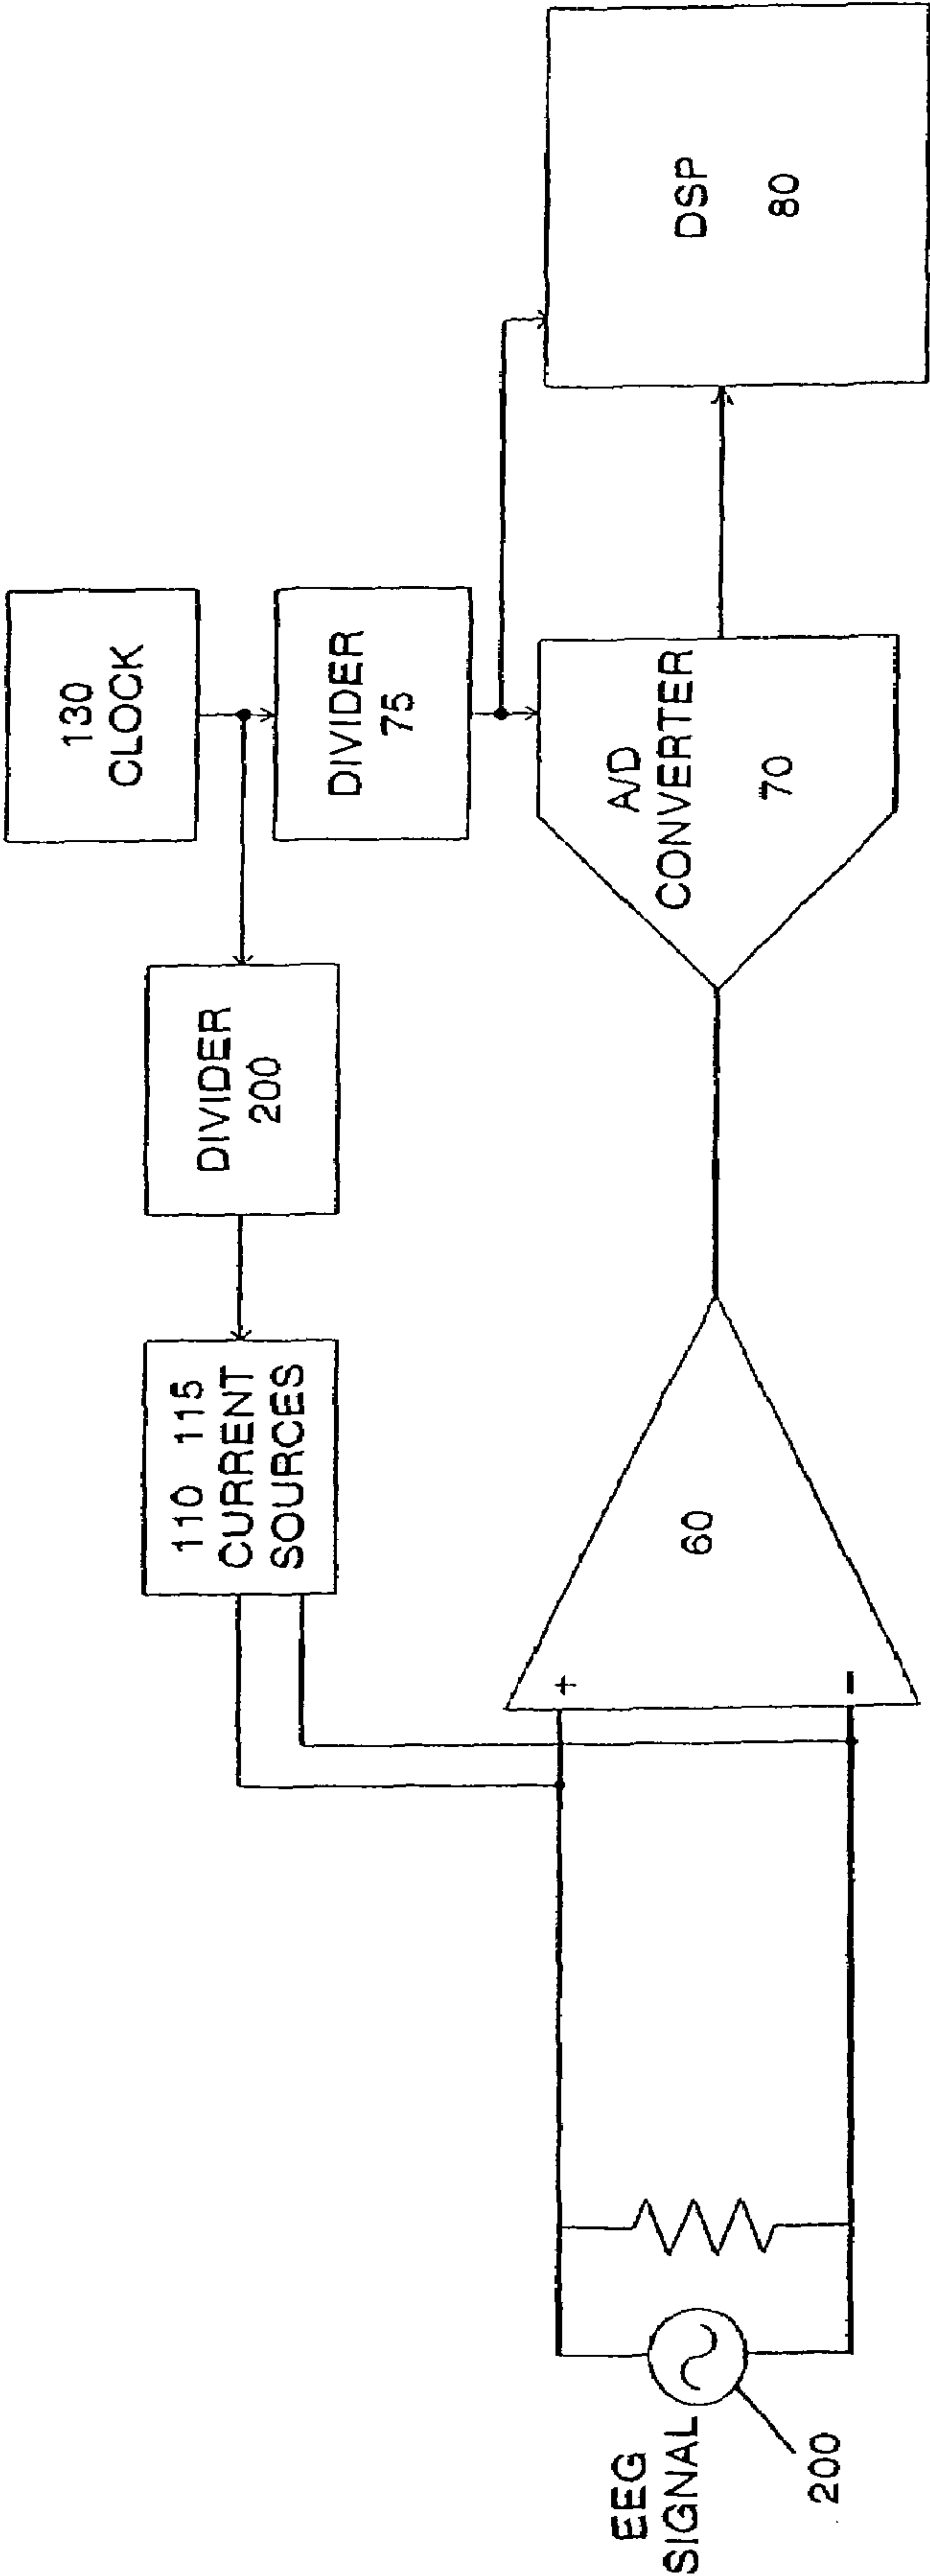 130
CLOCK
DIVIDER
75
DIVIDER
200
110 115
CURRENT
SOURCES
DSP
80
A/D
CONVERTER
70
60
+
−
EEG
SIGNAL
200